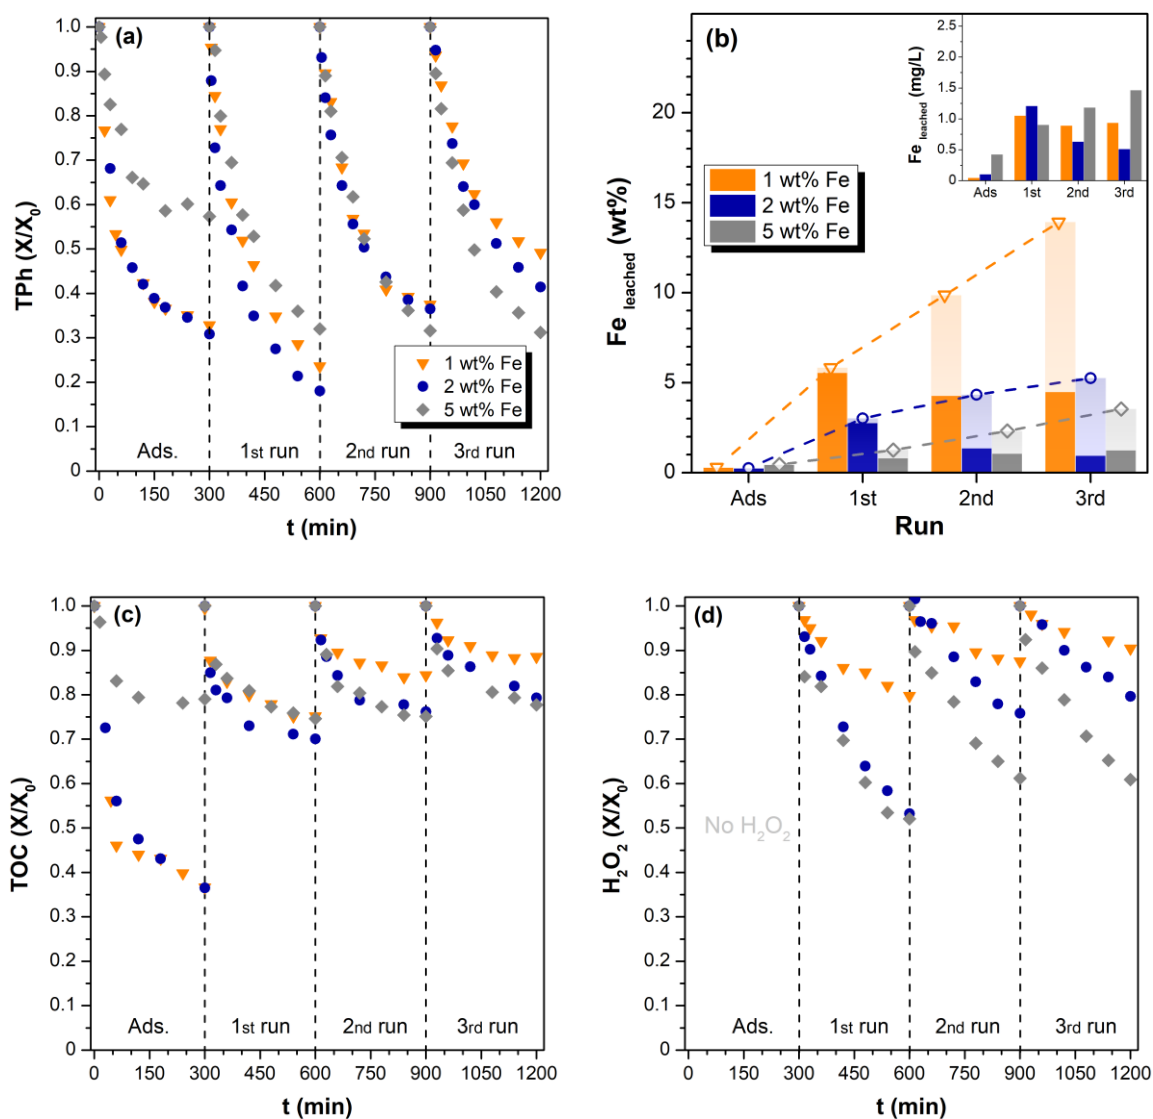 (a)
TPh (X/X0)
1.0
0.9
0.8
0.7
0.6
0.5
0.4
0.3
0.2
0.1
0
1 wt% Fe
2 wt% Fe
5 wt% Fe
Ads. 1st run 2nd run 3rd run
0 150 300 450 600 750 900 1050 1200
t (min)
(b)
Fe leached (wt%)
20
15
10
5
0
1 wt% Fe
2 wt% Fe
5 wt% Fe
Fe leached (mg/L)
2.5
2.0
1.5
1.0
0.5
0.0
Ads 1st 2nd 3rd
Ads 1st 2nd 3rd
Run
(c)
TOC (X/X0)
1.0
0.9
0.8
0.7
0.6
0.5
0.4
0.3
0.2
0.1
0
Ads. 1st run 2nd run 3rd run
0 150 300 450 600 750 900 1050 1200
t (min)
(d)
H2O2 (X/X0)
1.0
0.9
0.8
0.7
0.6
0.5
0.4
0.3
0.2
0.1
0
No H2O2
Ads. 1st run 2nd run 3rd run
0 150 300 450 600 750 900 1050 1200
t (min)